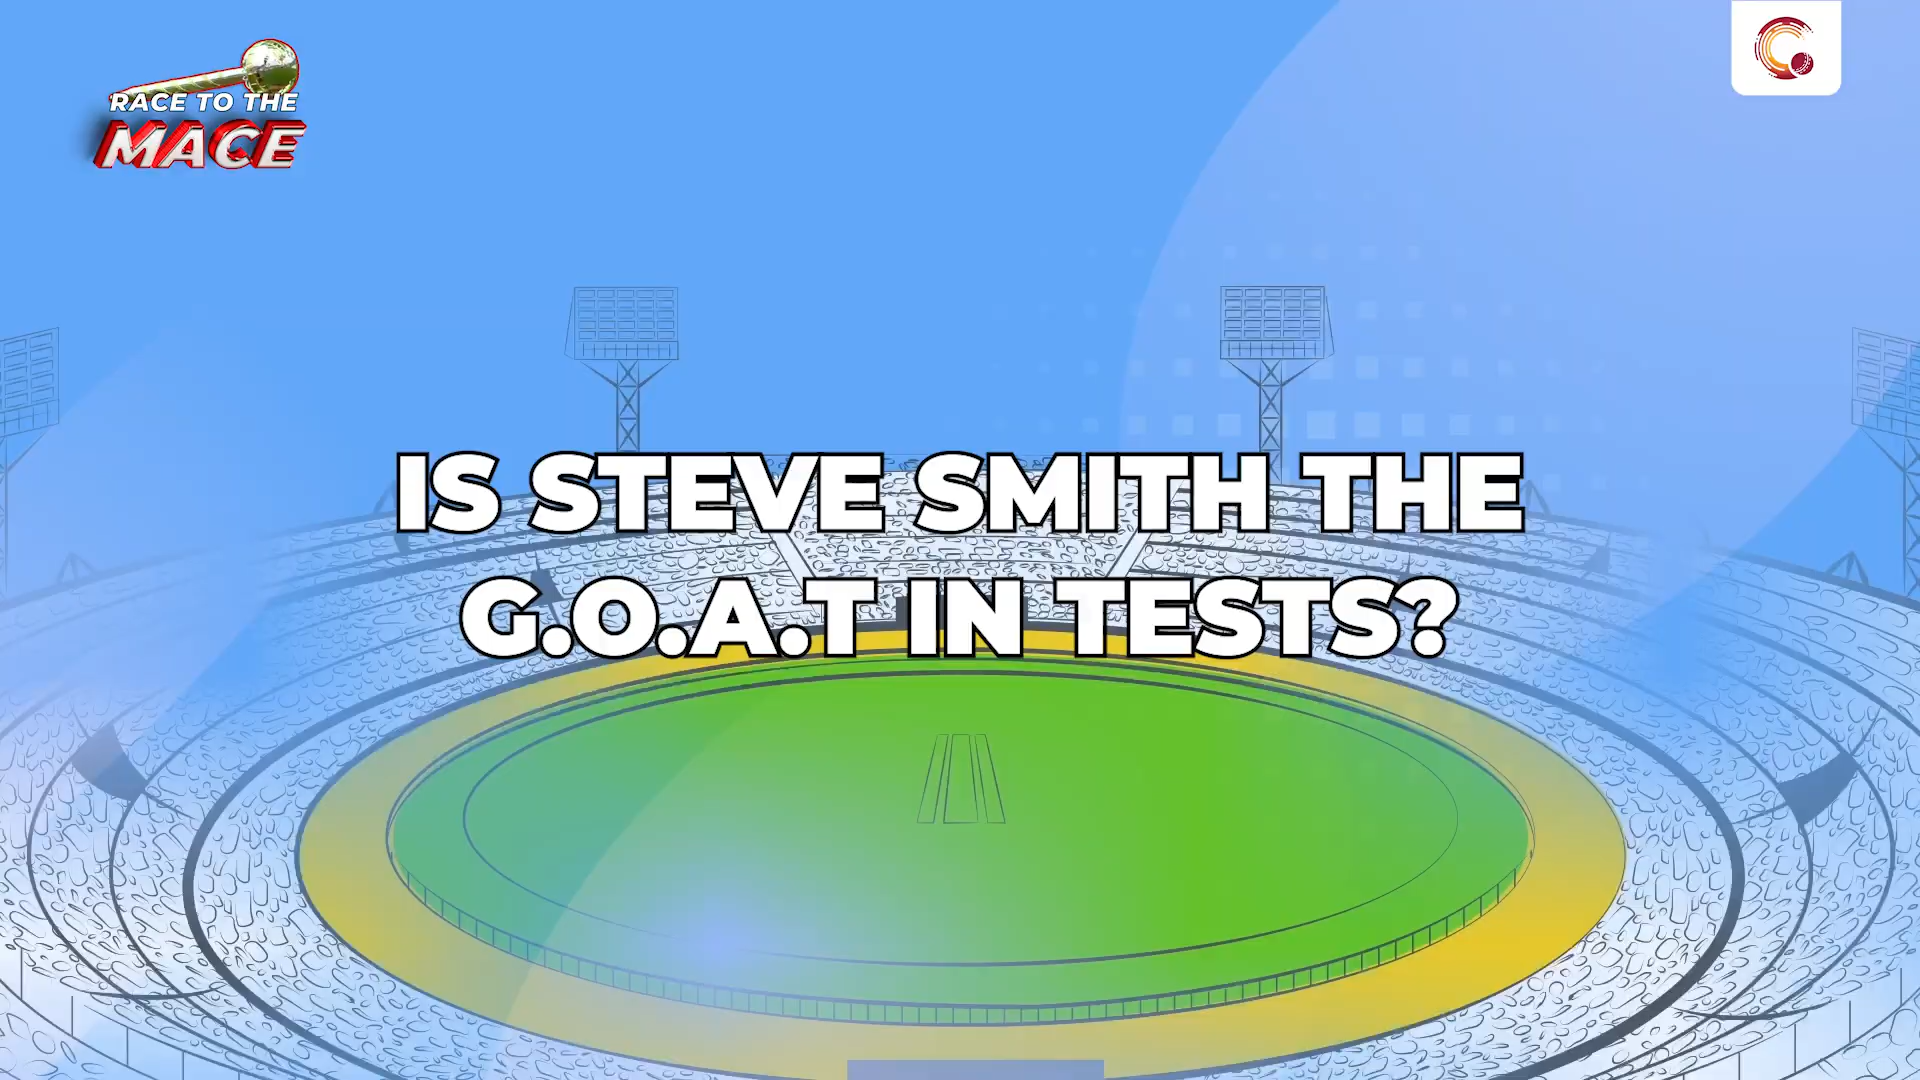 RACE TO THE
MACE
IS STEVE SMITH THE
G.O.A.T IN TESTS?